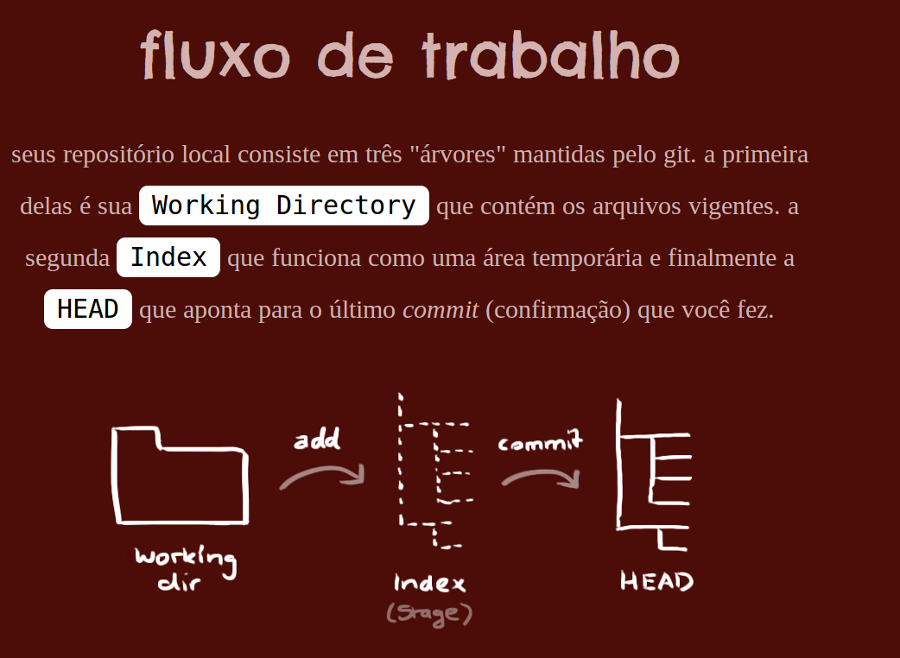 fluxo de trabalho
seus repositório local consiste em três "árvores" mantidas pelo git. a primeira
delas é sua Working Directory que contém os arquivos vigentes. a
segunda Index que funciona como uma área temporária e finalmente a
HEAD que aponta para o último commit (confirmação) que você fez.
add
commit
working
dir
Index
(Stage)
HEAD